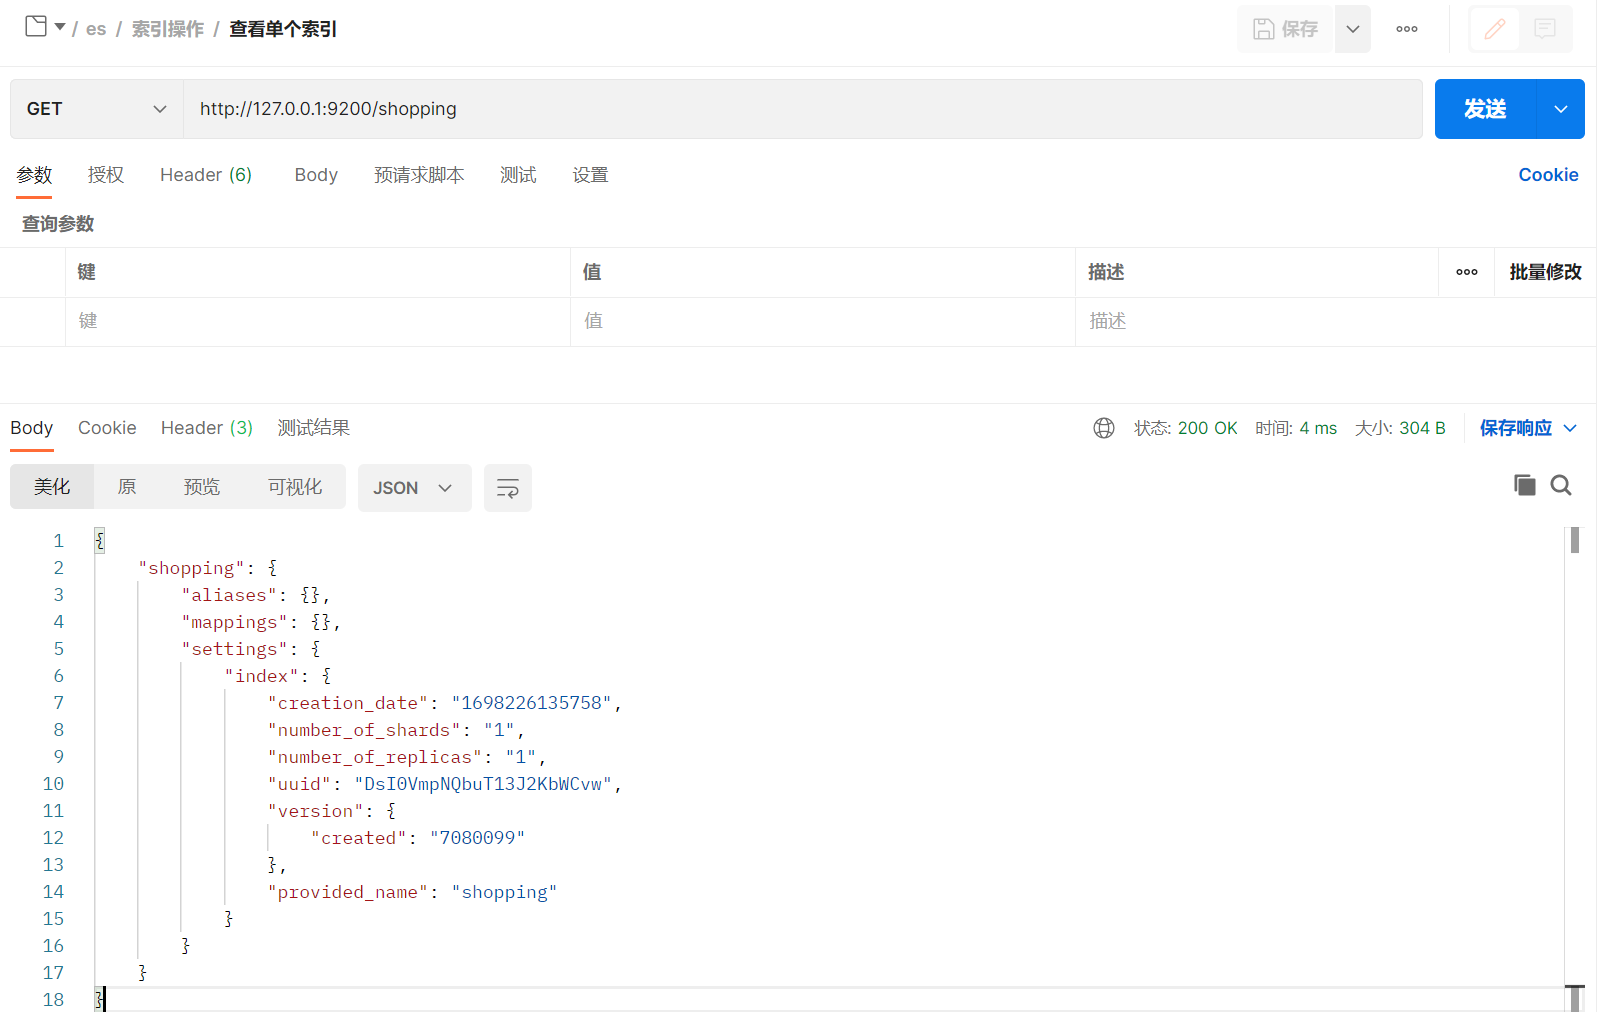 / es / 索引操作 / 查看单个索引
保存
GET http://127.0.0.1:9200/shopping 发送
参数 授权 Header (6) Body 预请求脚本 测试 设置 Cookie
查询参数
键 值 描述 批量修改
键 值 描述
Body Cookie Header (3) 测试结果 状态: 200 OK 时间: 4 ms 大小: 304 B 保存响应
美化 原 预览 可视化 JSON
1 {
2 "shopping": {
3 "aliases": {},
4 "mappings": {},
5 "settings": {
6 "index": {
7 "creation_date": "1698226135758",
8 "number_of_shards": "1",
9 "number_of_replicas": "1",
10 "uuid": "DsI0VmpNQbuT13J2KbWCvw",
11 "version": {
12 "created": "7080099"
13 },
14 "provided_name": "shopping"
15 }
16 }
17 }
18 }